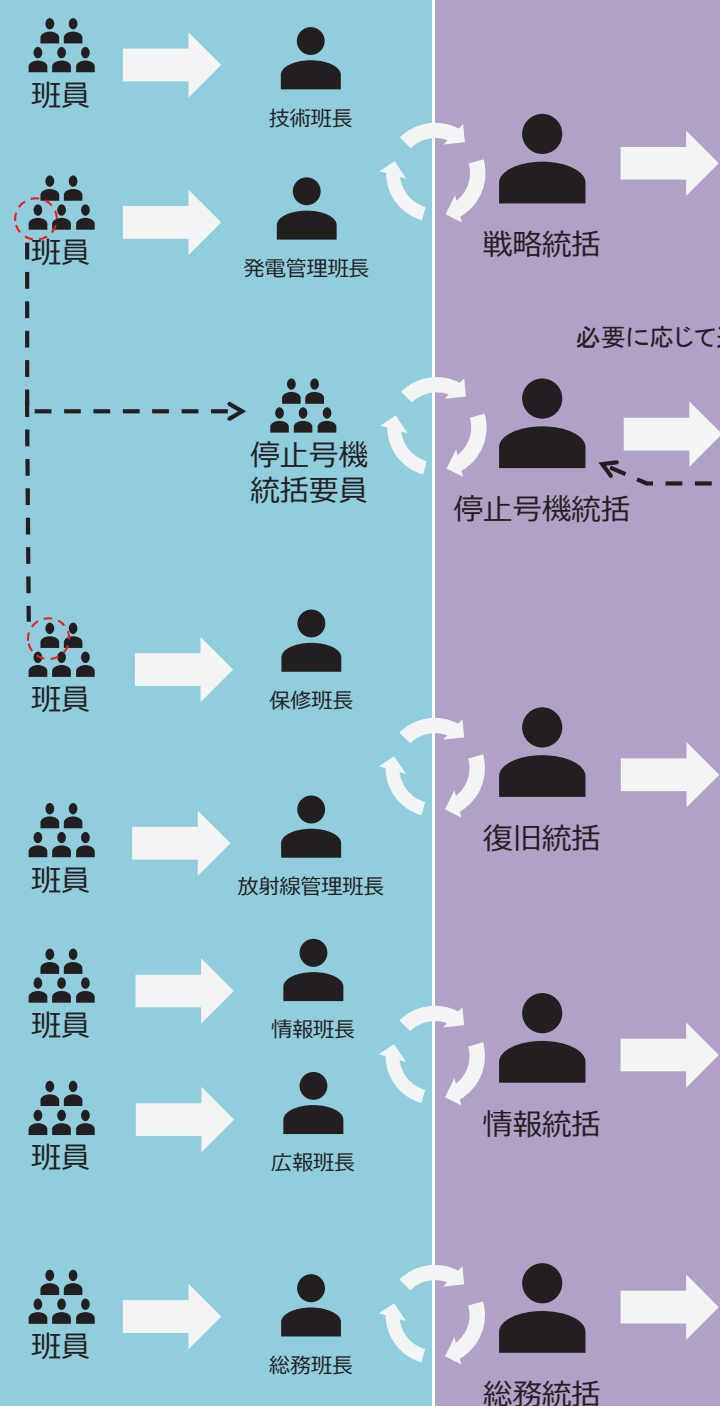 班員
技術班長
班員
発電管理班長
戦略統括
必要に応じて
停止号機
統括要員
停止号機統括
班員
保修班長
復旧統括
班員
放射線管理班長
班員
情報班長
情報統括
班員
広報班長
班員
総務班長
総務統括